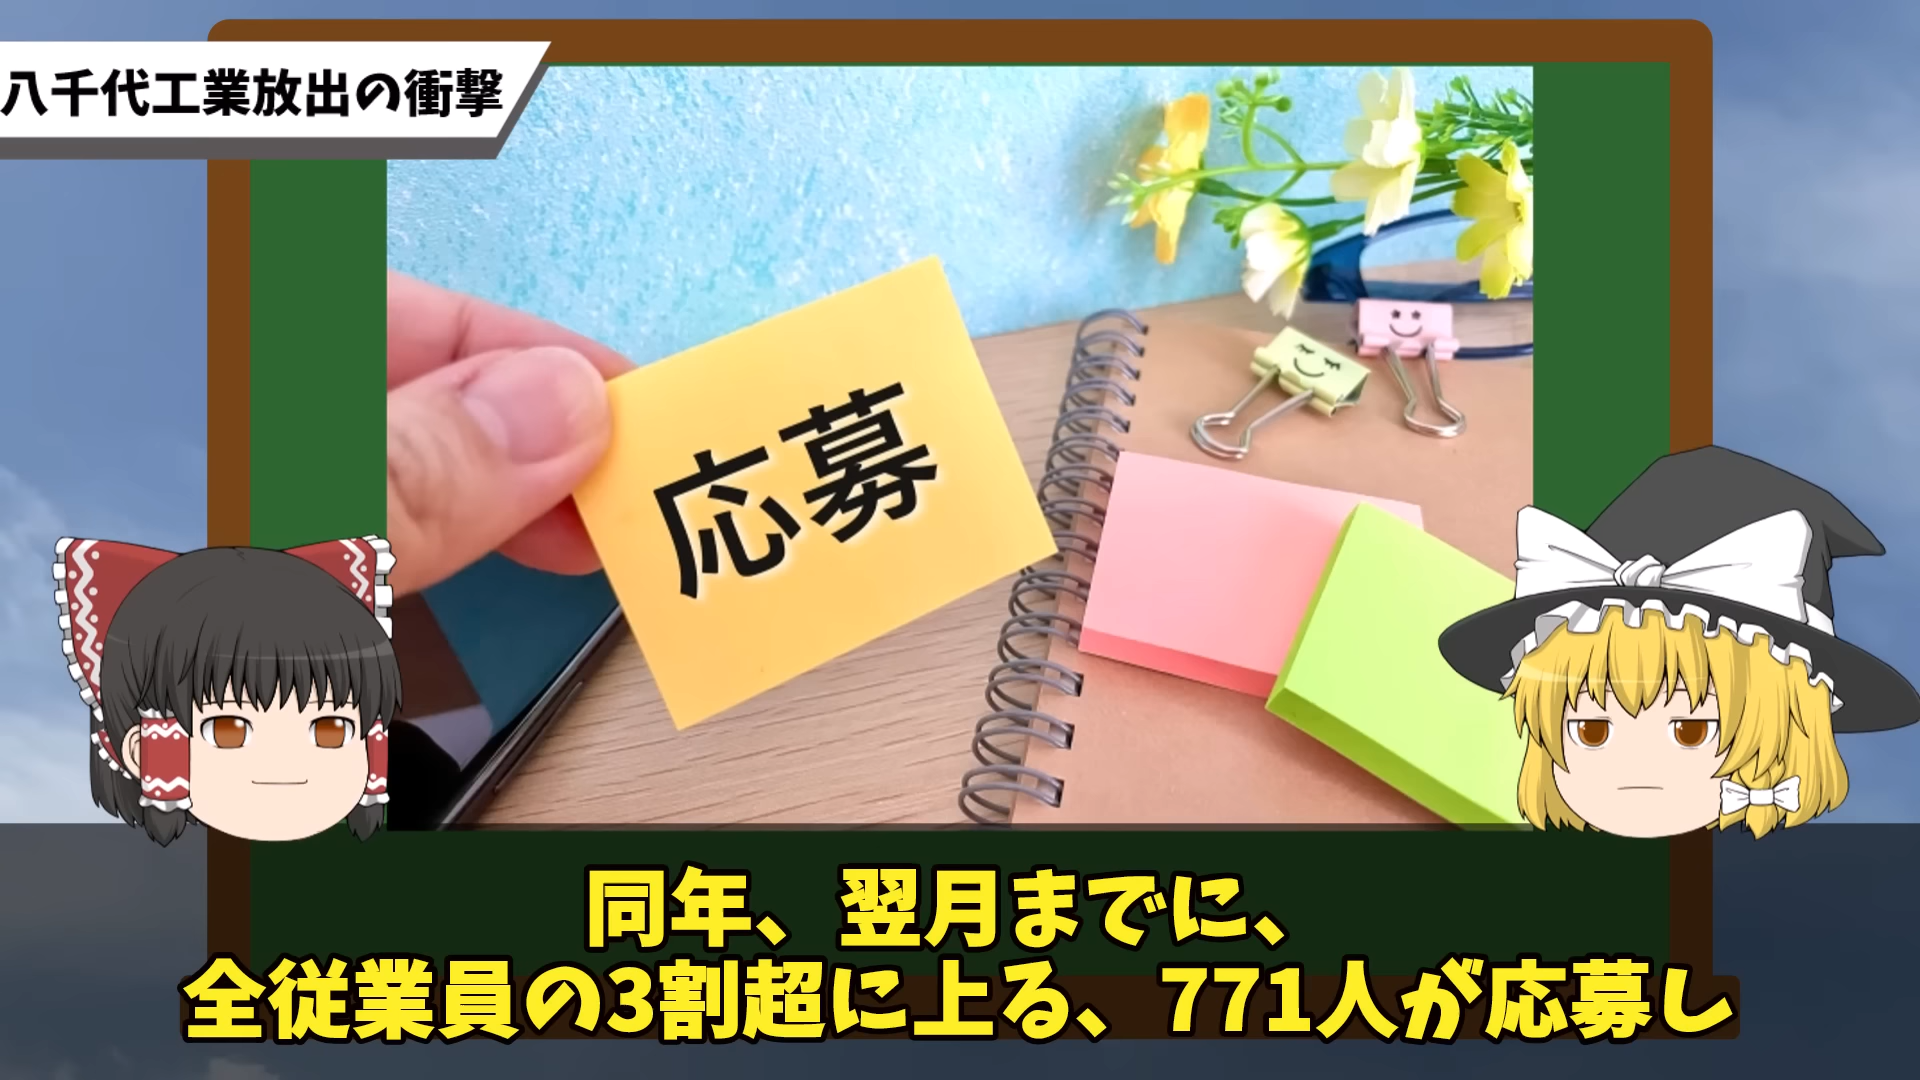 八千代工業放出の衝撃
応募
同年、翌月までに、
全従業員の3割超に上る、771人が応募し